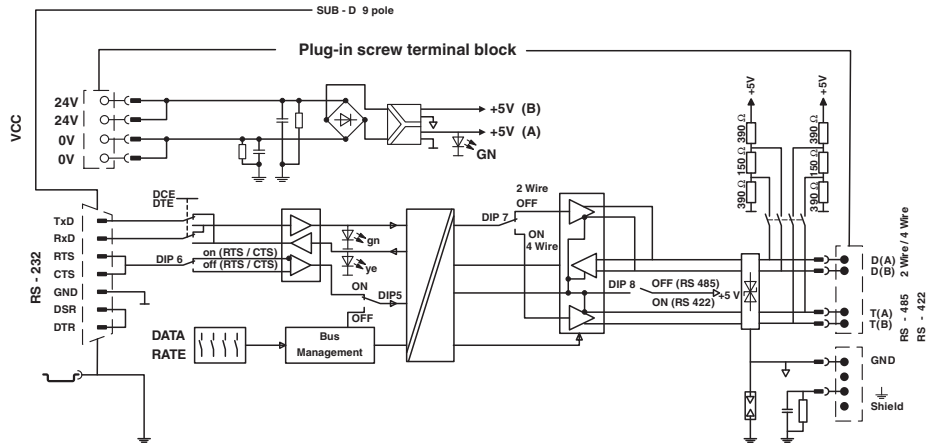 SUB - D 9 pole
Plug-in screw terminal block
VCC
24V
24V
0V
0V
+5V (B)
+5V (A)
GN
+5V
+5V
390 Ω
150 Ω
390 Ω
390 Ω
150 Ω
390 Ω
RS - 232
TxD
RxD
RTS
CTS
GND
DSR
DTR
DCE
DTE
DIP 6
on (RTS / CTS)
off (RTS / CTS)
gn
ye
ON
DIP5
OFF
DATA
RATE
Bus
Management
2 Wire
OFF
DIP 7
ON
4 Wire
DIP 8
OFF (RS 485)
+5 V
ON (RS 422)
D(A)
D(B)
T(A)
T(B)
2 Wire / 4 Wire
RS - 485
RS - 422
GND
Shield